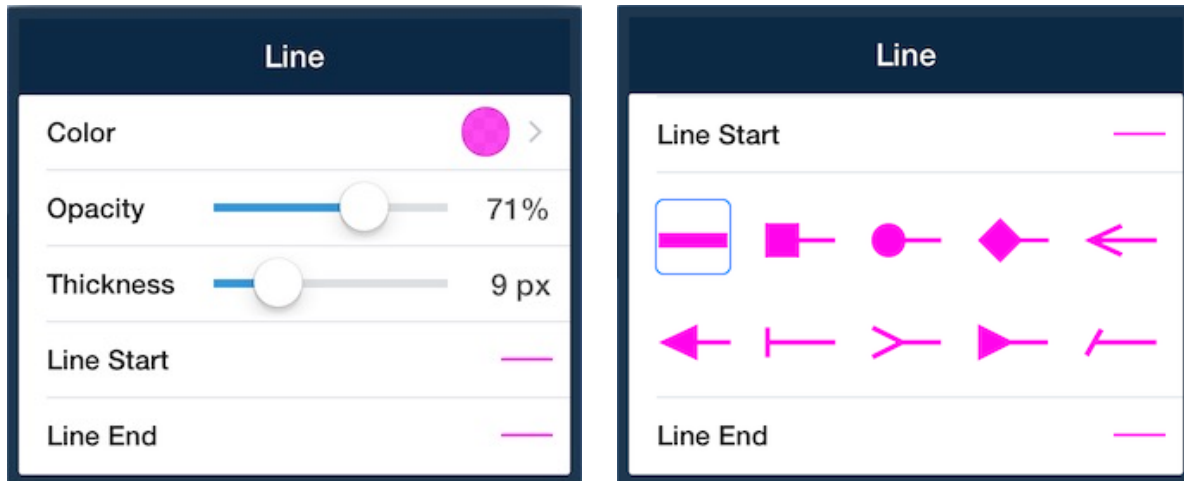 Line
Color
Opacity 71%
Thickness 9 px
Line Start
Line End
Line
Line Start
Line End